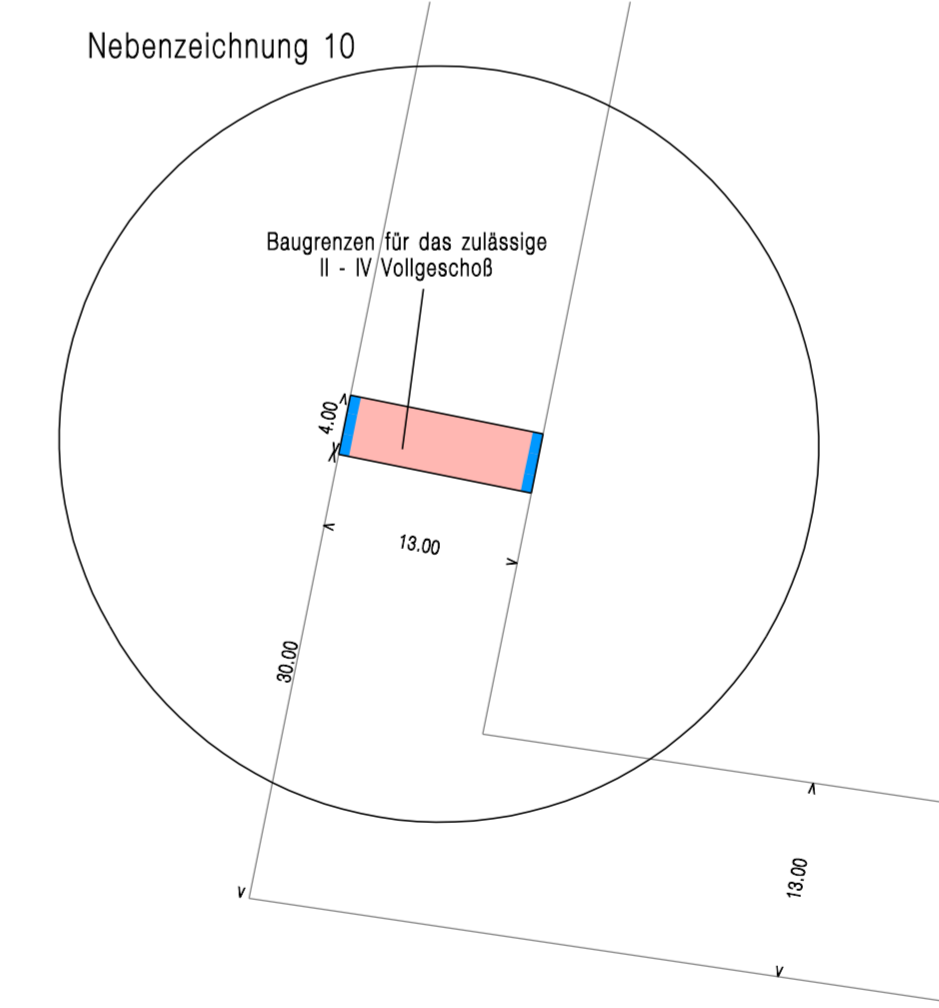 Nebenzeichnung 10
Baugrenzen für das zulässige
II - IV Vollgeschoß
4.00
13.00
30.00
13.00